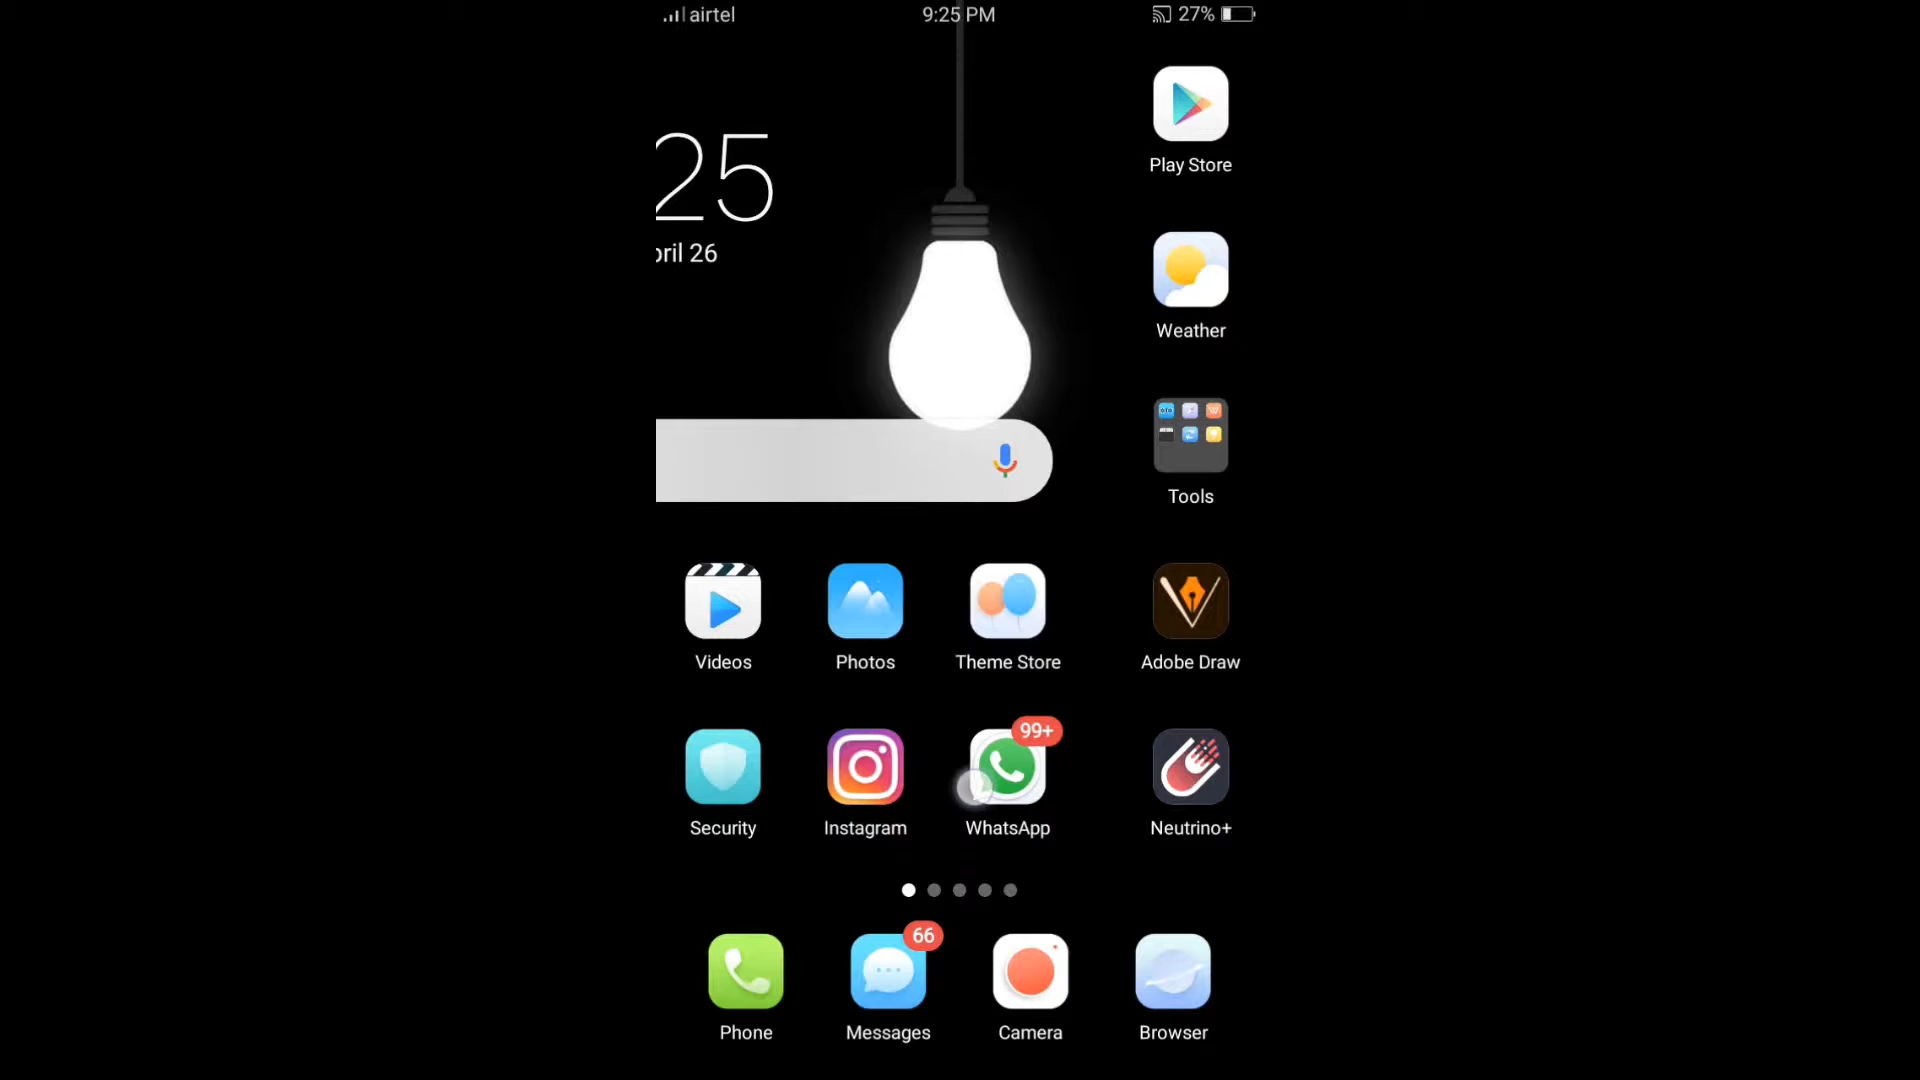 airtel
9:25 PM
27%
25
pril 26
Play Store
Weather
Tools
Videos
Photos
Theme Store
Adobe Draw
99+
Security
Instagram
WhatsApp
Neutrino+
66
Phone
Messages
Camera
Browser